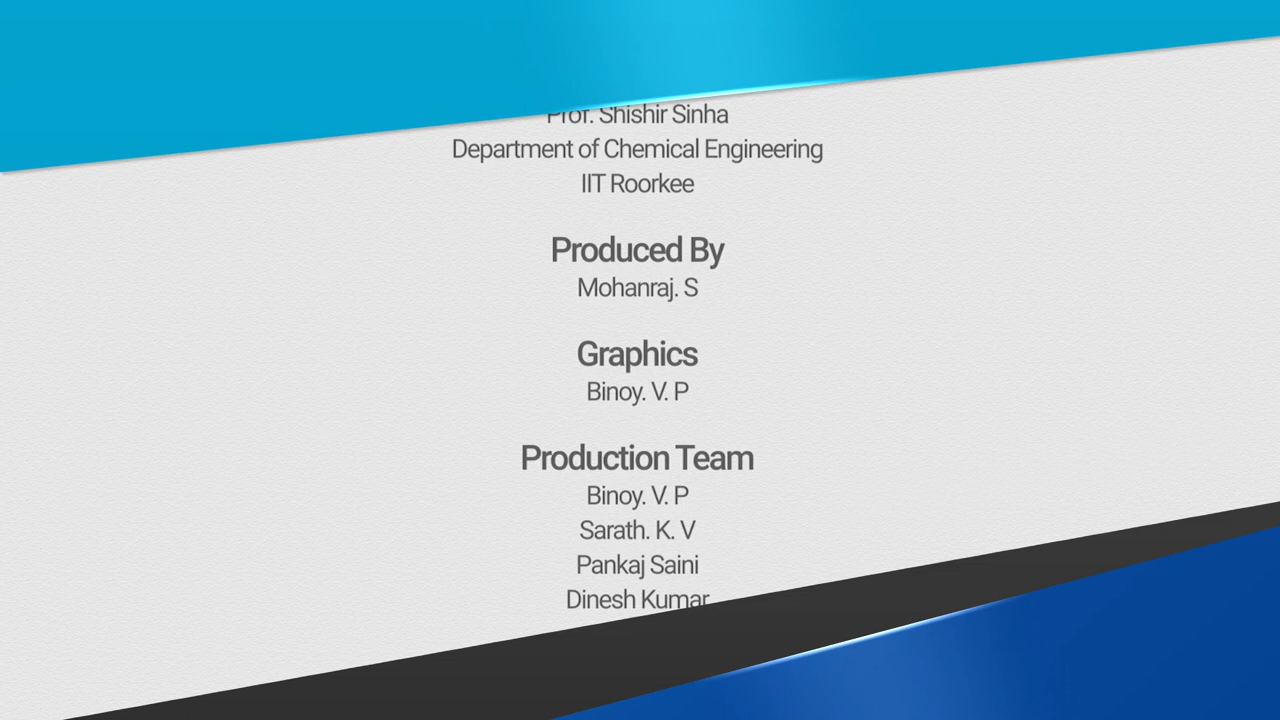 Prof. Shishir Sinha
Department of Chemical Engineering
IIT Roorkee
Produced By
Mohanraj. S
Graphics
Binoy. V. P
Production Team
Binoy. V. P
Sarath. K. V
Pankaj Saini
Dinesh Kumar